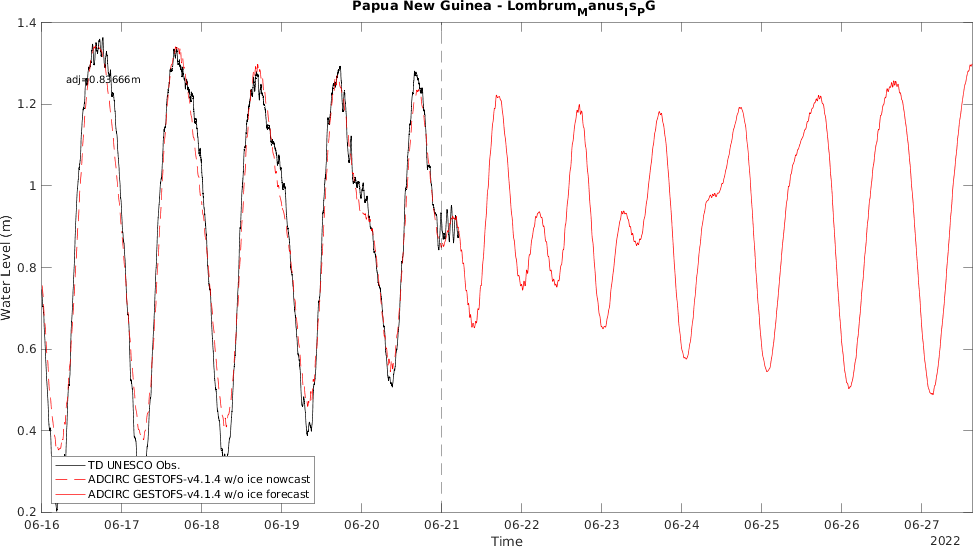 Papua New Guinea - LombrumManusIsPG
1.4
1.2
1
0.8
0.6
0.4
0.2
Water Level (m)
adj=0.83666m
TD UNESCO Obs.
ADCIRC GESTOFS-v4.1.4 w/o ice nowcast
ADCIRC GESTOFS-v4.1.4 w/o ice forecast
06-16 06-17 06-18 06-19 06-20 06-21 06-22 06-23 06-24 06-25 06-26 06-27
Time
2022